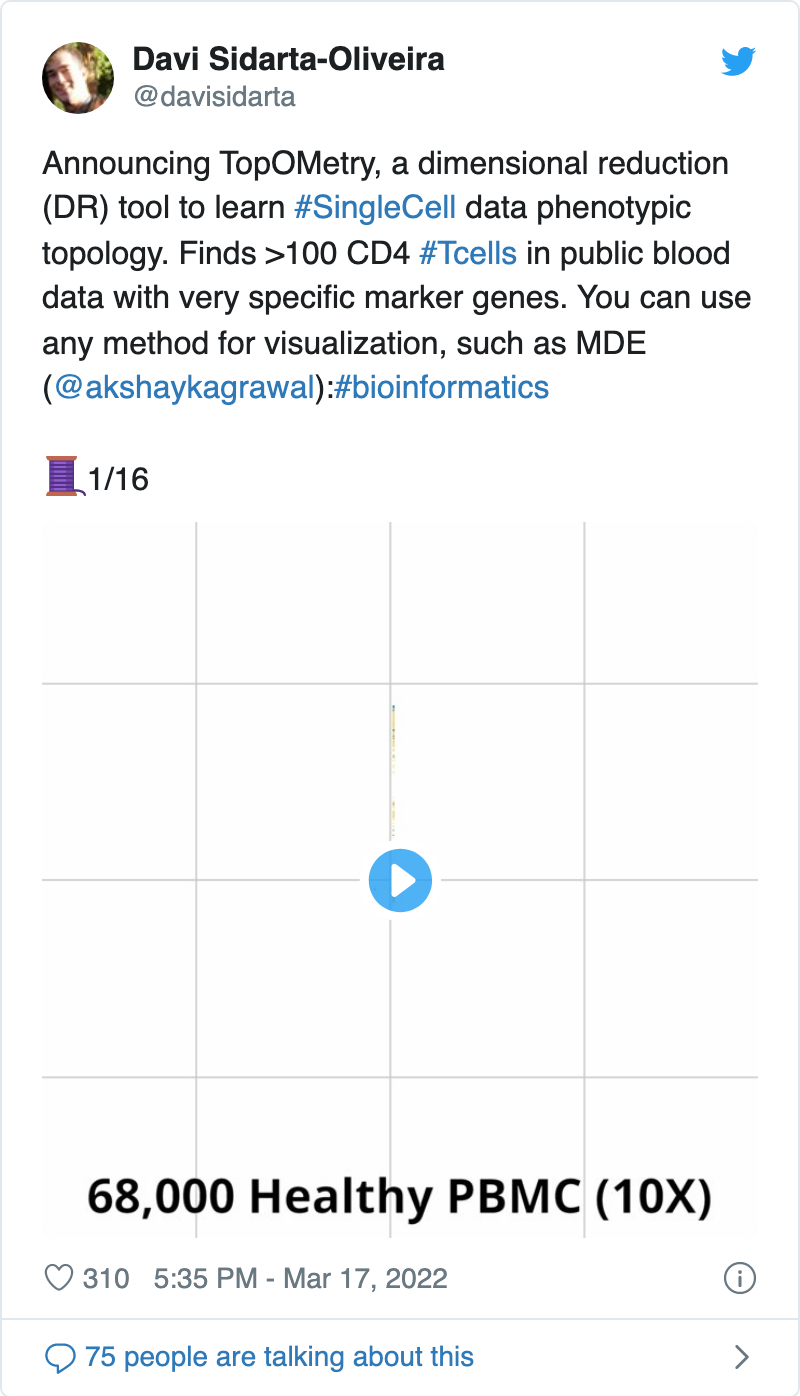 Davi Sidarta-Oliveira
@davisidarta
Announcing TopOMetry, a dimensional reduction
(DR) tool to learn #SingleCell data phenotypic
topology. Finds >100 CD4 #Tcells in public blood
data with very specific marker genes. You can use
any method for visualization, such as MDE
(@akshaykagrawal):#bioinformatics
🧵1/16
68,000 Healthy PBMC (10X)
310 5:35 PM - Mar 17, 2022
75 people are talking about this